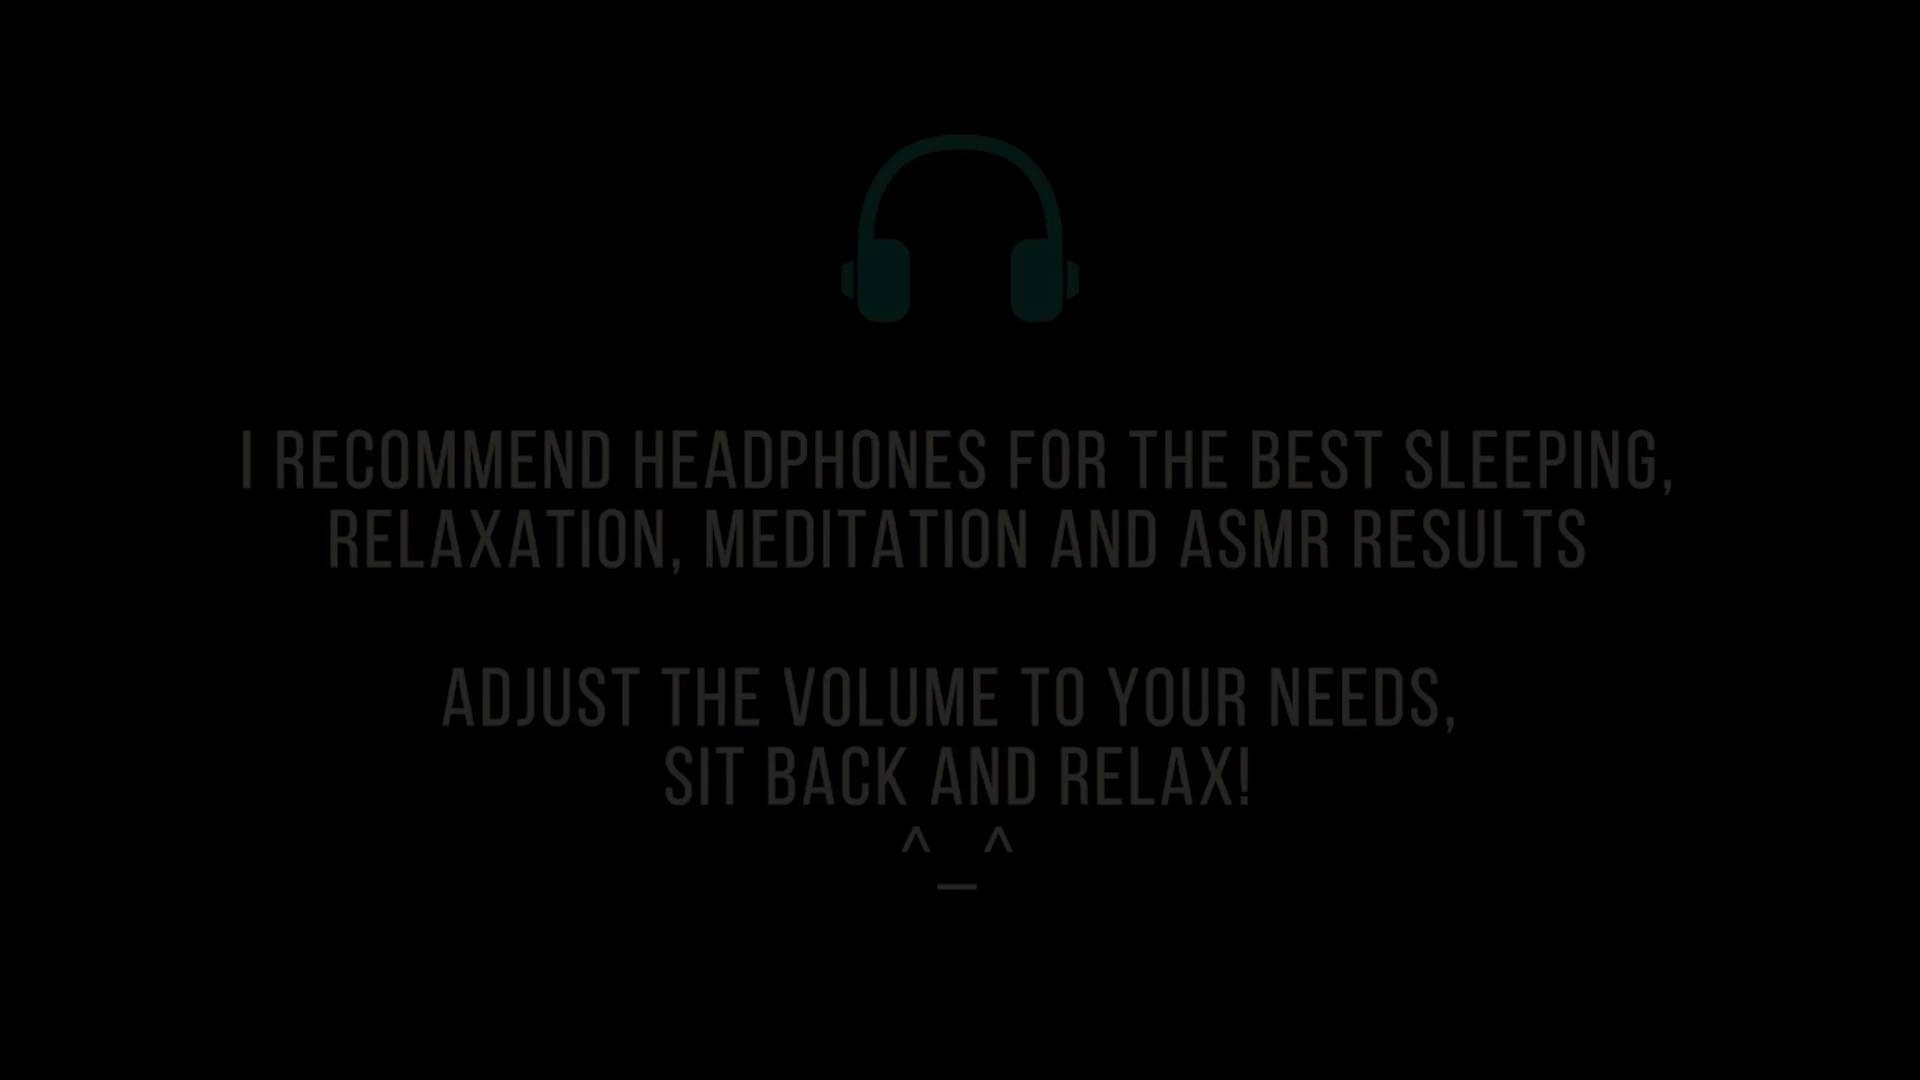 I RECOMMEND HEADPHONES FOR THE BEST SLEEPING,
RELAXATION, MEDITATION AND ASMR RESULTS
ADJUST THE VOLUME TO YOUR NEEDS,
SIT BACK AND RELAX!
^_^